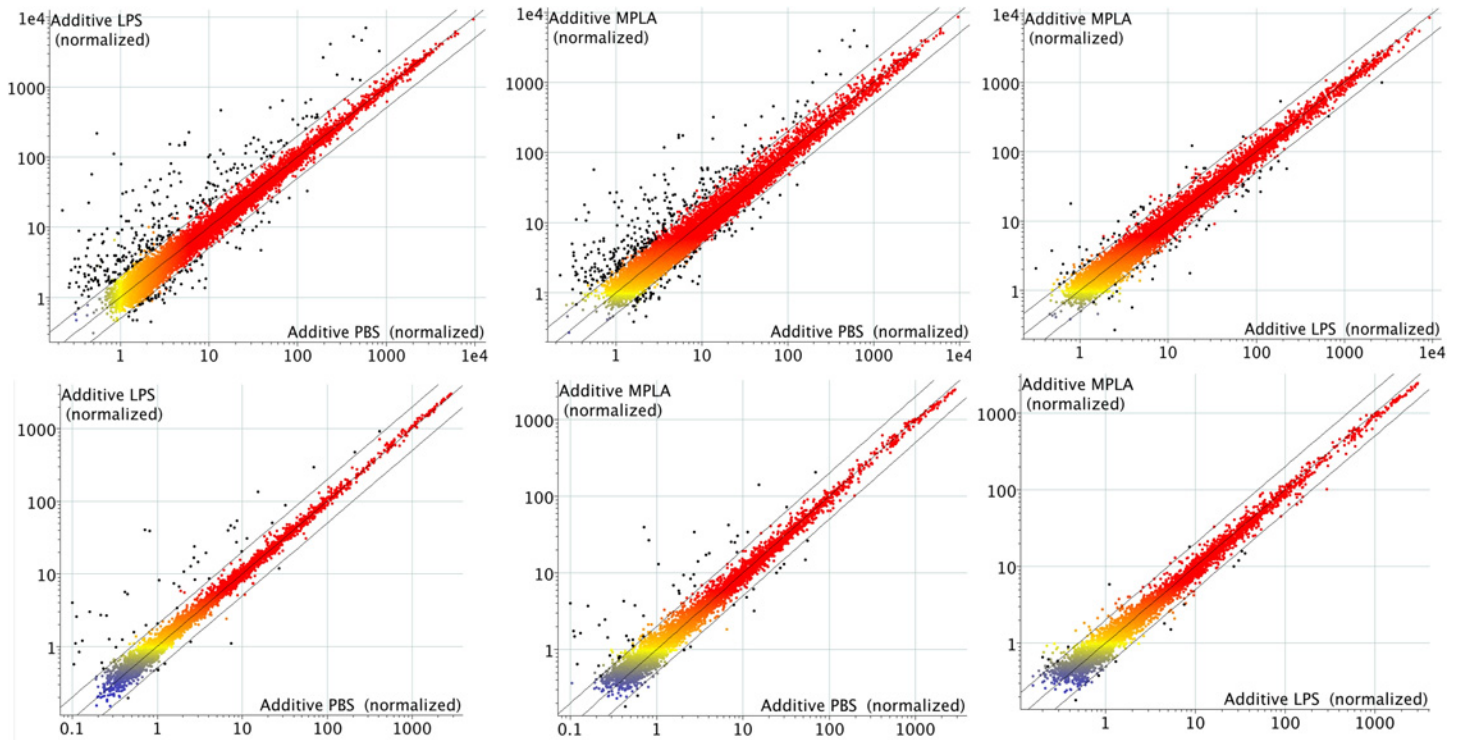 1e4 Additive LPS
(normalized)
1000
100
10
1
Additive PBS (normalized)
1 10 100 1000 1e4
1e4 Additive MPLA
(normalized)
1000
100
10
1
Additive PBS (normalized)
1 10 100 1000 1e4
1e4 Additive MPLA
(normalized)
1000
100
10
1
Additive LPS (normalized)
1 10 100 1000 1e4
Additive LPS
(normalized)
1000
100
10
1
Additive PBS (normalized)
0.1 1 10 100 1000
Additive MPLA
(normalized)
1000
100
10
1
Additive PBS (normalized)
0.1 1 10 100 1000
Additive MPLA
(normalized)
1000
100
10
1
Additive LPS (normalized)
1 10 100 1000